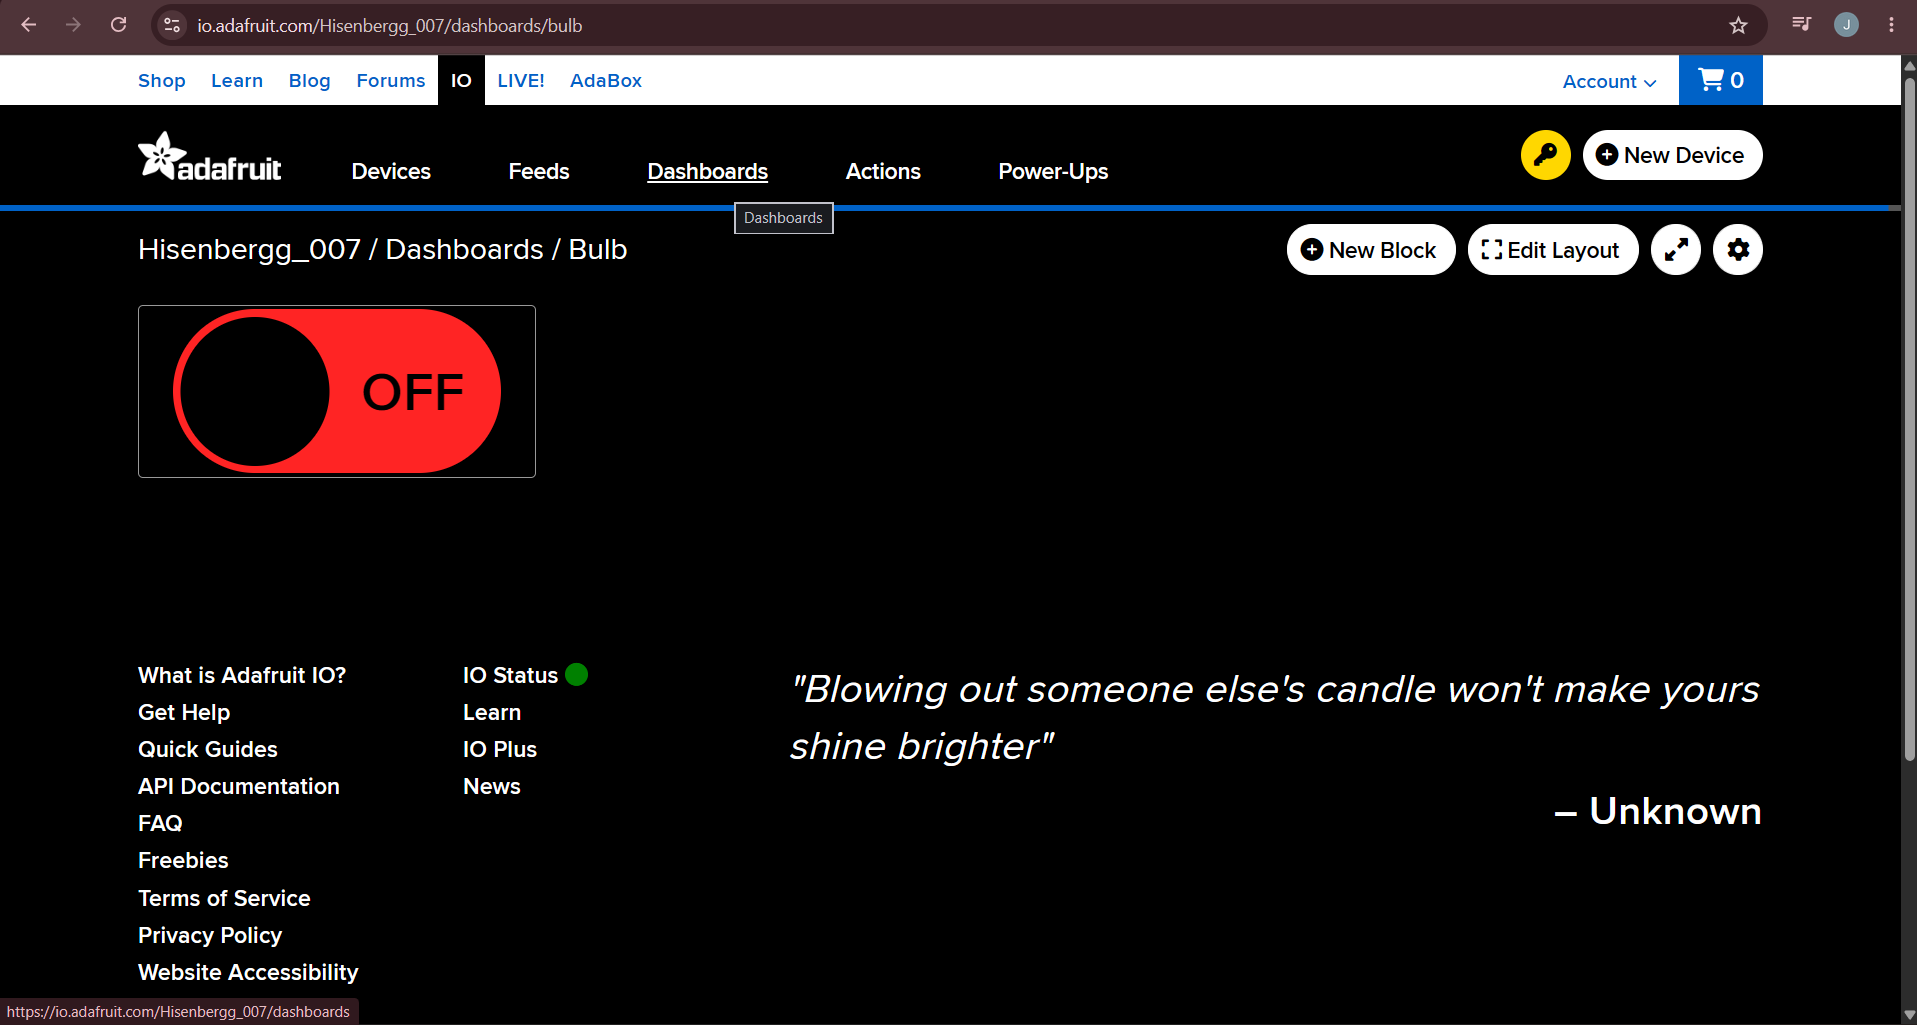 io.adafruit.com/Hisenbergg_007/dashboards/bulb
J
Shop Learn Blog Forums IO LIVE! AdaBox
Account 0
adafruit Devices Feeds Dashboards Actions Power-Ups
New Device
Dashboards
Hisenbergg_007 / Dashboards / Bulb
New Block Edit Layout
OFF
What is Adafruit IO?
Get Help
Quick Guides
API Documentation
FAQ
Freebies
Terms of Service
Privacy Policy
Website Accessibility
IO Status
Learn
IO Plus
News
"Blowing out someone else's candle won't make yours
shine brighter"
– Unknown
https://io.adafruit.com/Hisenbergg_007/dashboards